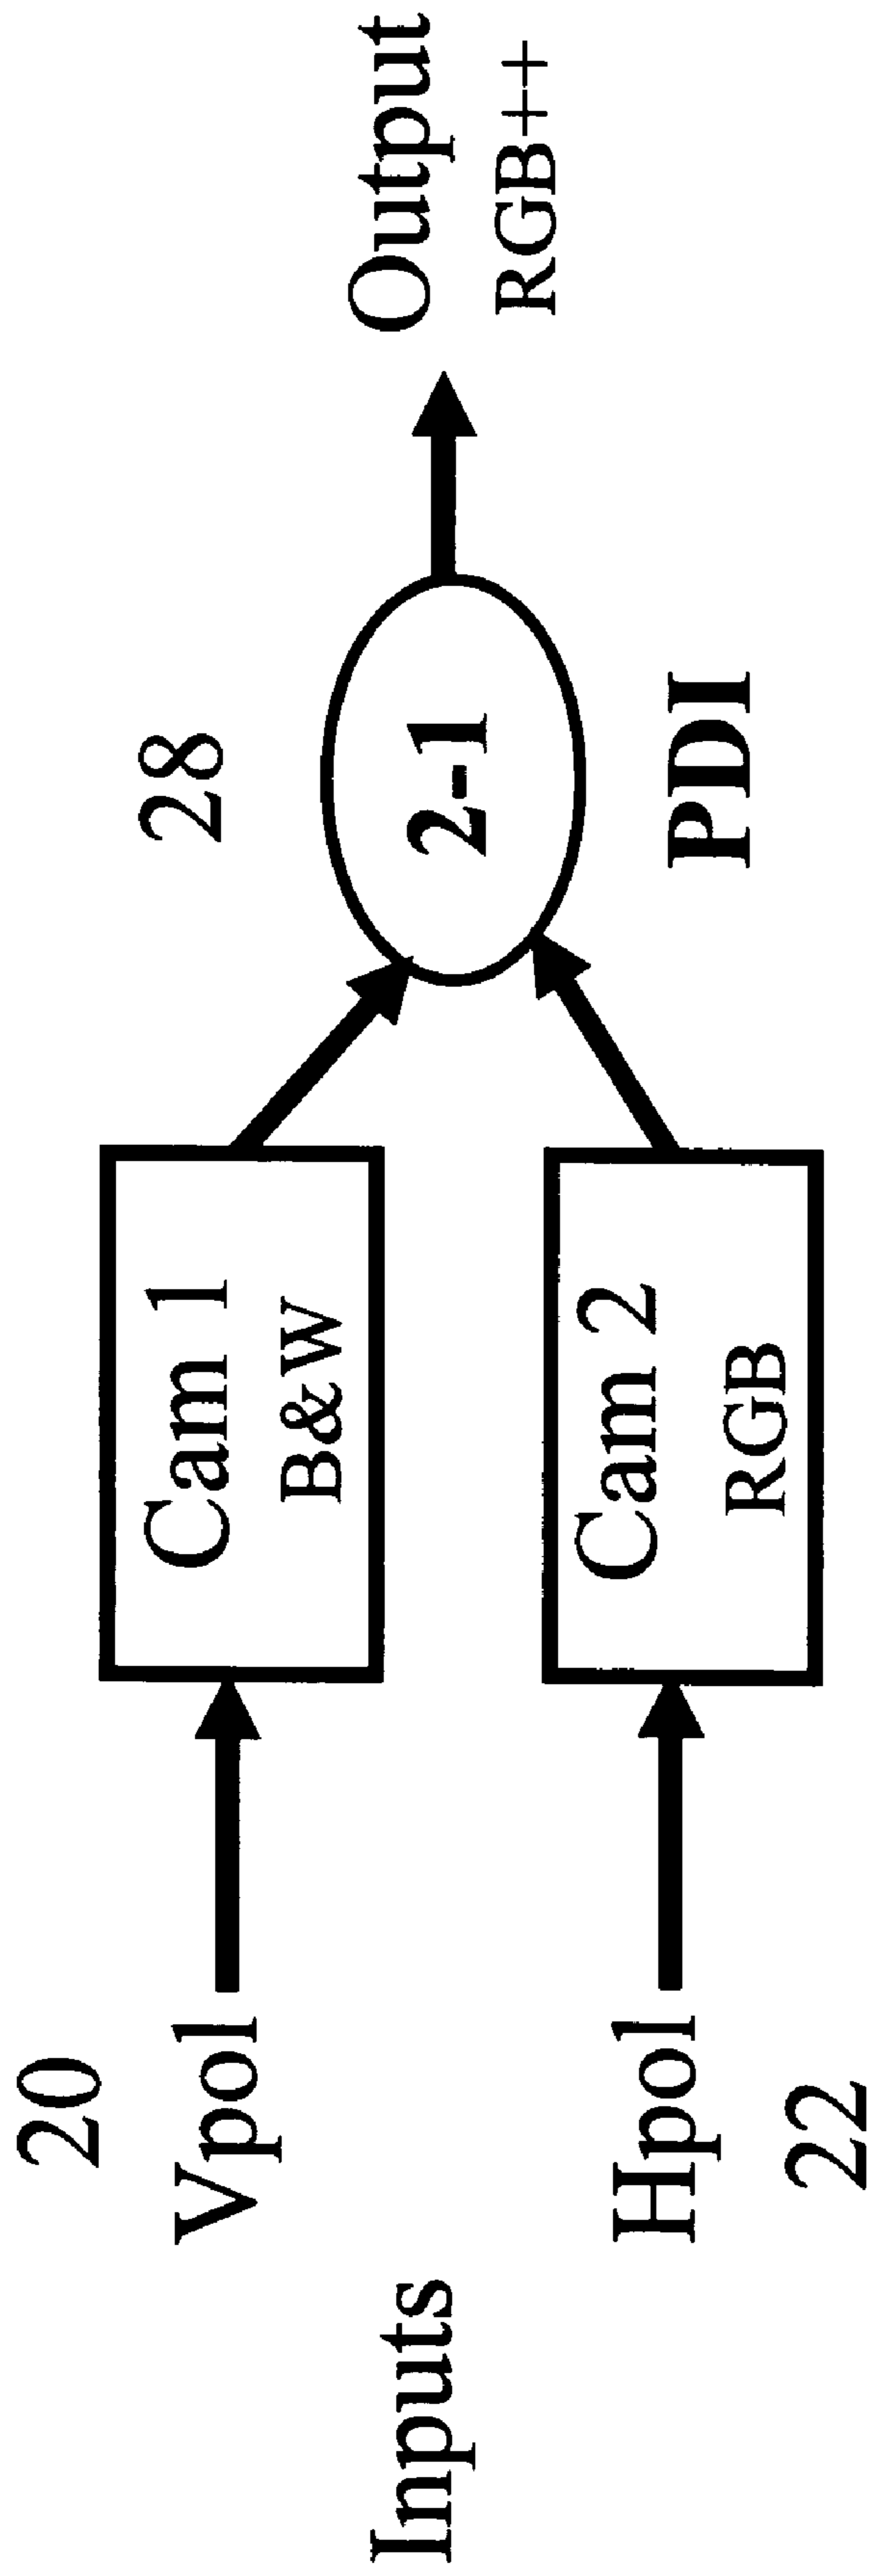 Inputs
20
Vpol
Hpol
22
Cam 1
B&W
Cam 2
RGB
28
2-1
PDI
Output
RGB++